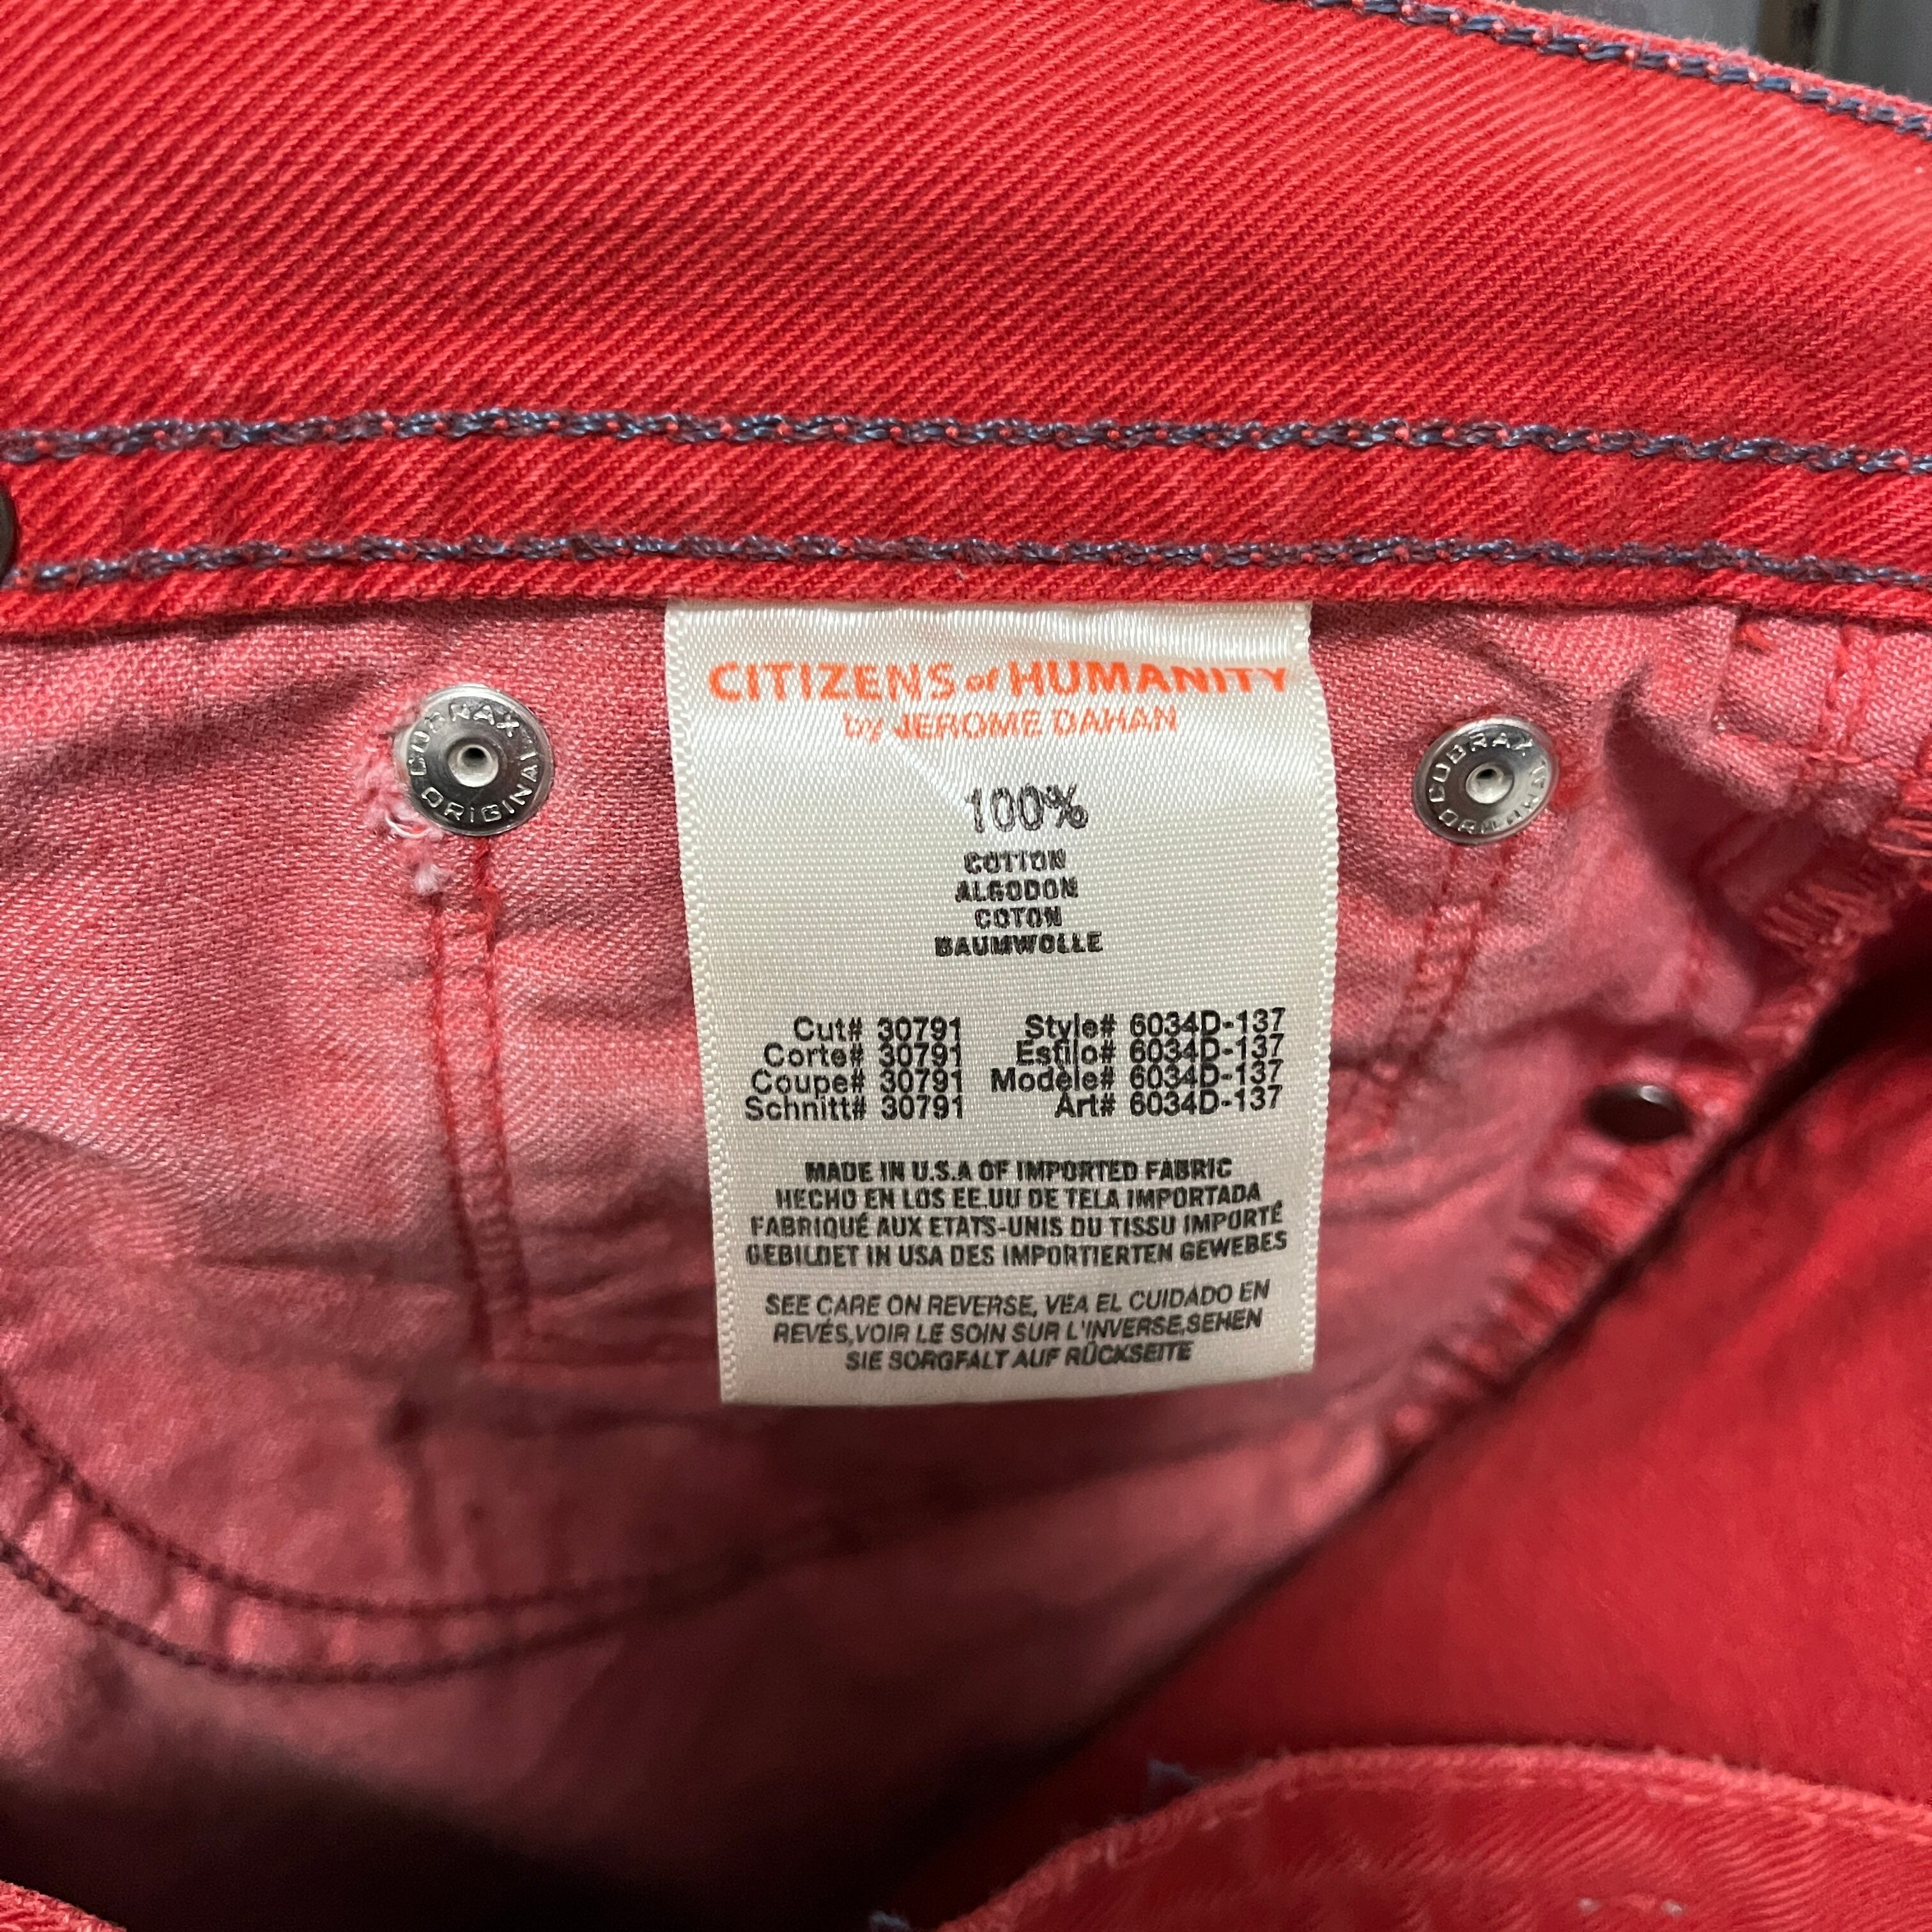 CITIZENS of HUMANITY
by JEROME DAHAN
100%
COTTON
ALGODON
COTON
BAUMWOLLE
Cut# 30791 Style# 6034D-137
Corte# 30791 Estilo# 6034D-137
Coupe# 30791 Modèle# 6034D-137
Schnitt# 30791 Art# 6034D-137
MADE IN U.S.A OF IMPORTED FABRIC
HECHO EN LOS EE.UU DE TELA IMPORTADA
FABRIQUÉ AUX ETATS-UNIS DU TISSU IMPORTÉ
GEBILDET IN USA DES IMPORTIERTEN GEWEBES
SEE CARE ON REVERSE, VEA EL CUIDADO EN
REVÉS,VOIR LE SOIN SUR L'INVERSE,SEHEN
SIE SORGFALT AUF RÜCKSEITE
COBRAX
ORIGINAL
COBRAX
ORIGINAL